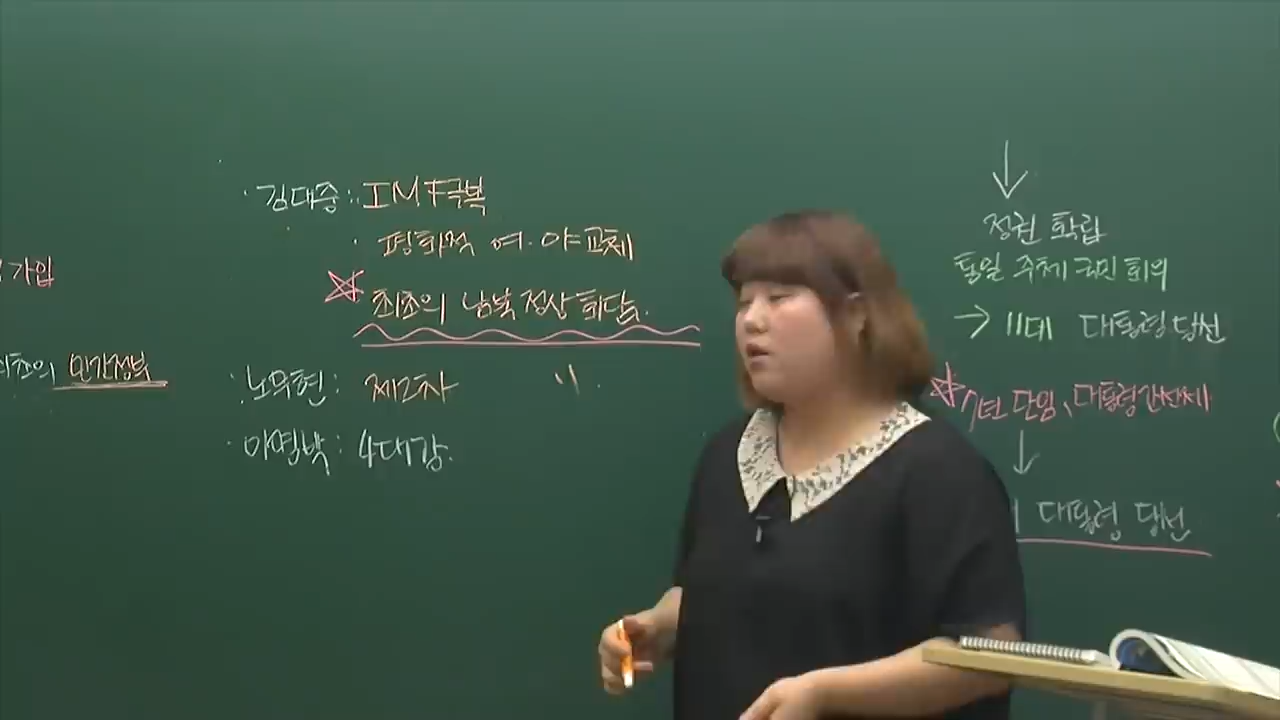 가입
최초의 민간정부
· 김대중 : IMF극복
· 평화적 여·야 교체
☆ 최초의 남북 정상 회담.
· 노무현 : 제2차 〃 .
· 이명박 : 4대강.
↓
정권 확립
통일 주체 국민 회의
→ 11대 대통령 당선
☆ 7년 단임, 대통령간선제
↓
대통령 당선